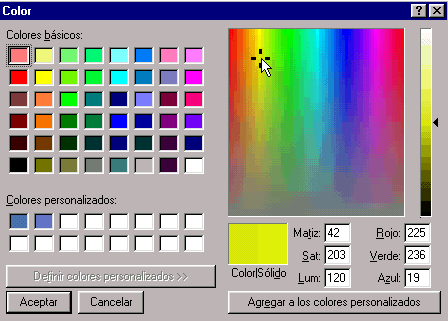 Color
Colores básicos:
Colores personalizados:
Definir colores personalizados >>
Aceptar
Cancelar
Color|Sólido
Matiz: 42
Sat: 203
Lum: 120
Rojo: 225
Verde: 236
Azul: 19
Agregar a los colores personalizados